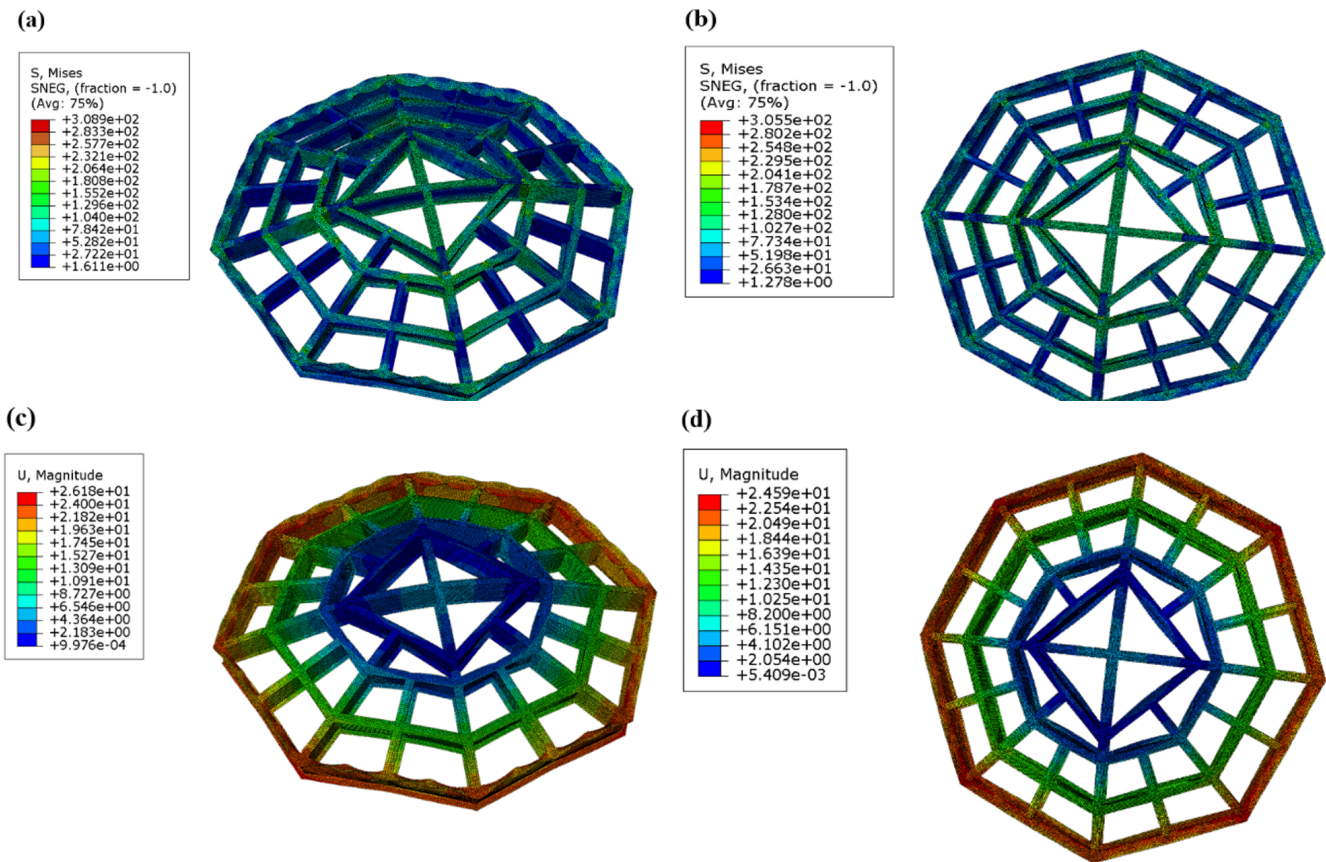 (a)
S, Mises
SNEG, (fraction = -1.0)
(Avg: 75%)
+3.089e+02
+2.833e+02
+2.577e+02
+2.321e+02
+2.064e+02
+1.808e+02
+1.552e+02
+1.296e+02
+1.040e+02
+7.842e+01
+5.282e+01
+2.722e+01
+1.611e+00
(b)
S, Mises
SNEG, (fraction = -1.0)
(Avg: 75%)
+3.055e+02
+2.802e+02
+2.548e+02
+2.295e+02
+2.041e+02
+1.787e+02
+1.534e+02
+1.280e+02
+1.027e+02
+7.734e+01
+5.198e+01
+2.663e+01
+1.278e+00
(c)
U, Magnitude
+2.618e+01
+2.400e+01
+2.182e+01
+1.963e+01
+1.745e+01
+1.527e+01
+1.309e+01
+1.091e+01
+8.727e+00
+6.546e+00
+4.364e+00
+2.183e+00
+9.976e-04
(d)
U, Magnitude
+2.459e+01
+2.254e+01
+2.049e+01
+1.844e+01
+1.639e+01
+1.435e+01
+1.230e+01
+1.025e+01
+8.200e+00
+6.151e+00
+4.102e+00
+2.054e+00
+5.409e-03